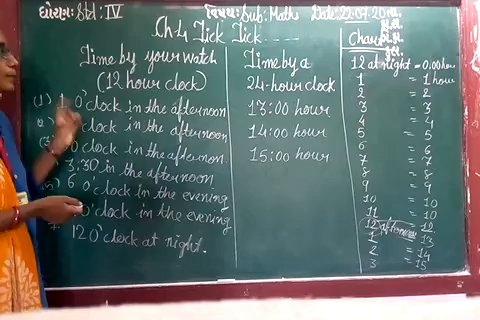 ધોરણ: Std: IV વિષય: Sub: Maths Date: 22.07.20
Ch-4 Tick Tick....
Time by your watch
(12 hour clock)
(1) 1 O'clock in the afternoon
O'clock in the afternoon
O'clock in the afternoon
3.30 in the afternoon
6 O'clock in the evening
O'clock in the evening
12 O'clock at night.
Time by a
24-hour clock
13:00 hour
14:00 hour
15:00 hour
Chart
12 at night = 0.00 hour
1 = 1 hour
2 = 2
3 = 3
4 = 4
5 = 5
6 = 6
7 = 7
8 = 8
9 = 9
10 = 10
11 = 10
12 afternoon = 12
1 = 13
2 = 14
3 = 15